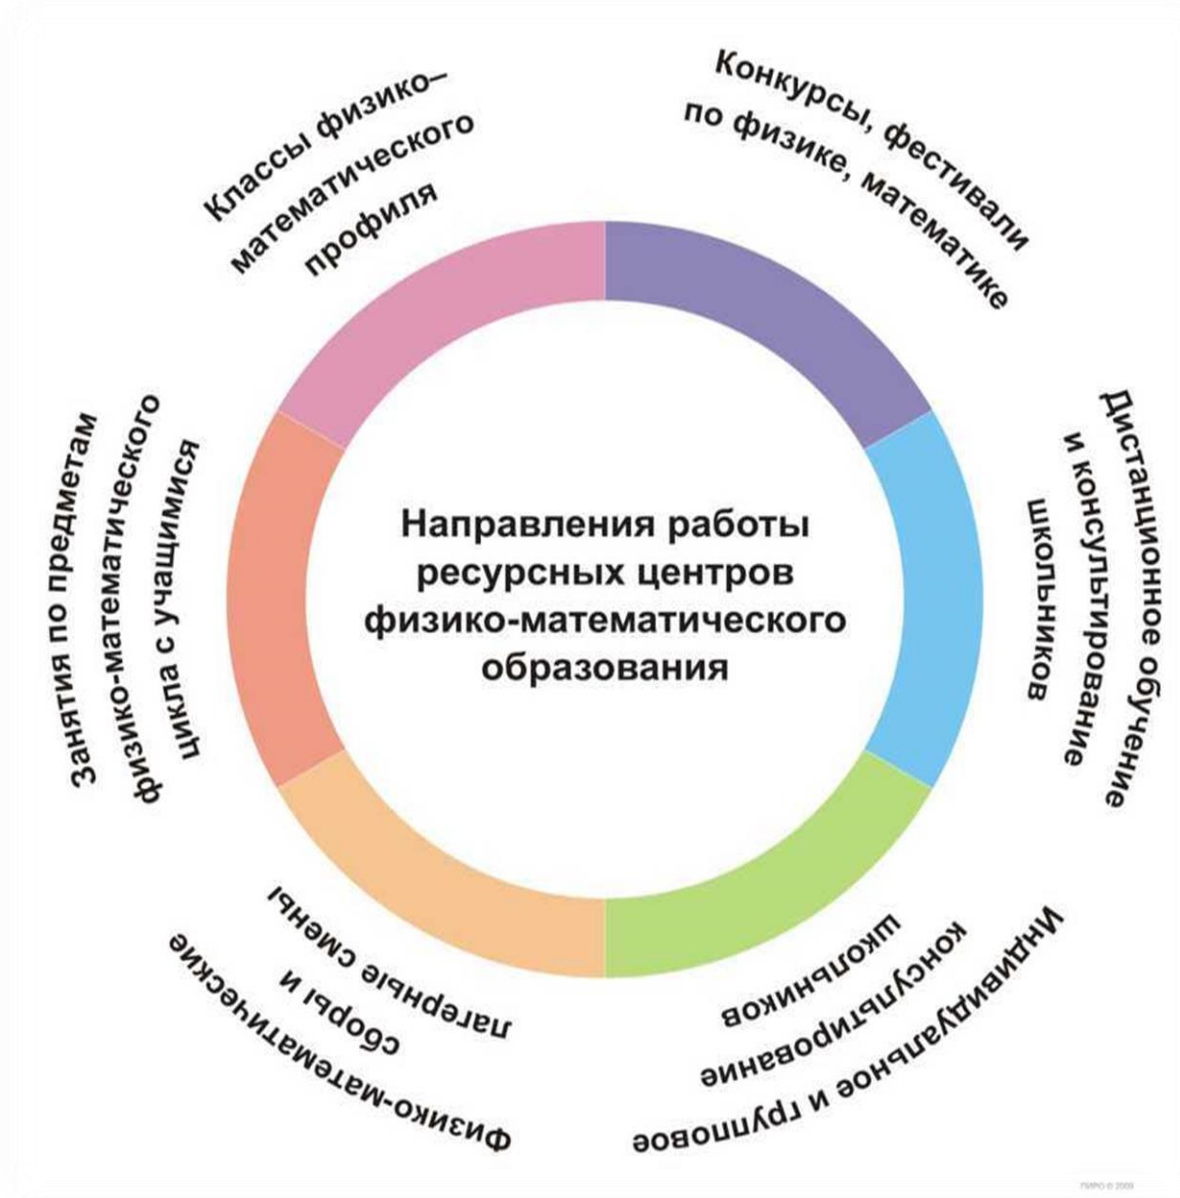 Направления работы
ресурсных центров
физико-математического
образования
Конкурсы, фестивали
по физике, математике
Дистанционное обучение
и консультирование
школьников
Индивидуальное и групповое
консультирование
школьников
Физико-математические
сборы и
лагерные смены
Занятия по предметам
физико-математического
цикла с учащимися
Классы физико–
математического
профиля